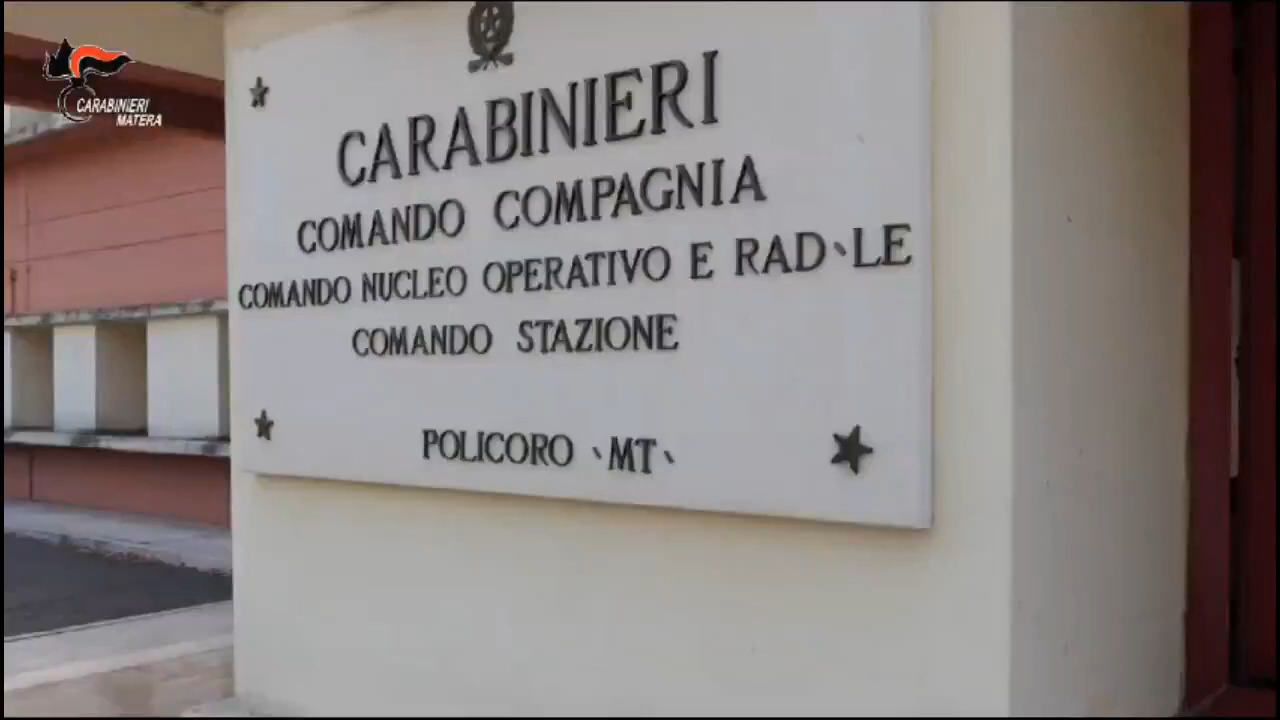 CARABINIERI
MATERA
CARABINIERI
COMANDO COMPAGNIA
COMANDO NUCLEO OPERATIVO E RAD·LE
COMANDO STAZIONE
POLICORO ·MT·